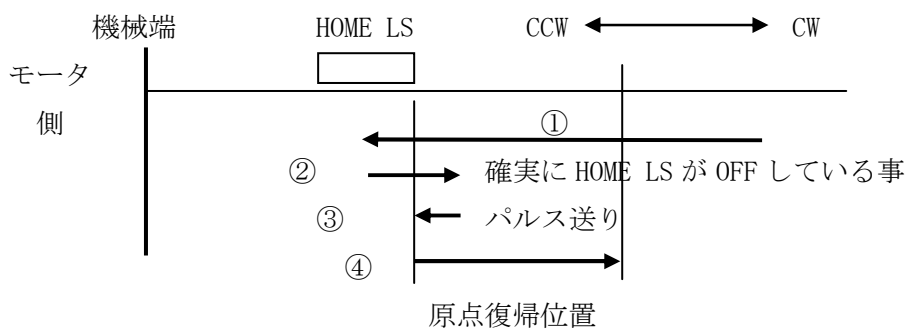 機械端 HOME LS CCW CW
モータ
側
①
② 確実に HOME LS が OFF している事
③ パルス送り
④
原点復帰位置